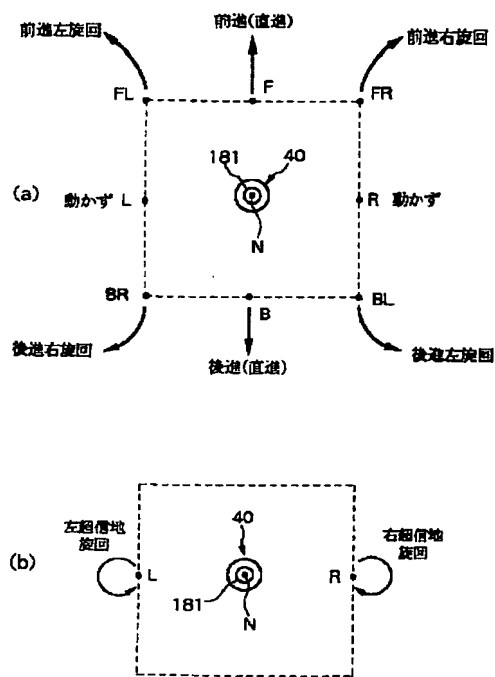 前進(直進)
前進左旋回
前進右旋回
FL
F
FR
181
40
(a)
動かず L
R 動かず
N
BR
B
BL
後進右旋回
後進(直進)
後進左旋回
左超信地
旋回
40
右超信地
旋回
(b)
L
R
181
N